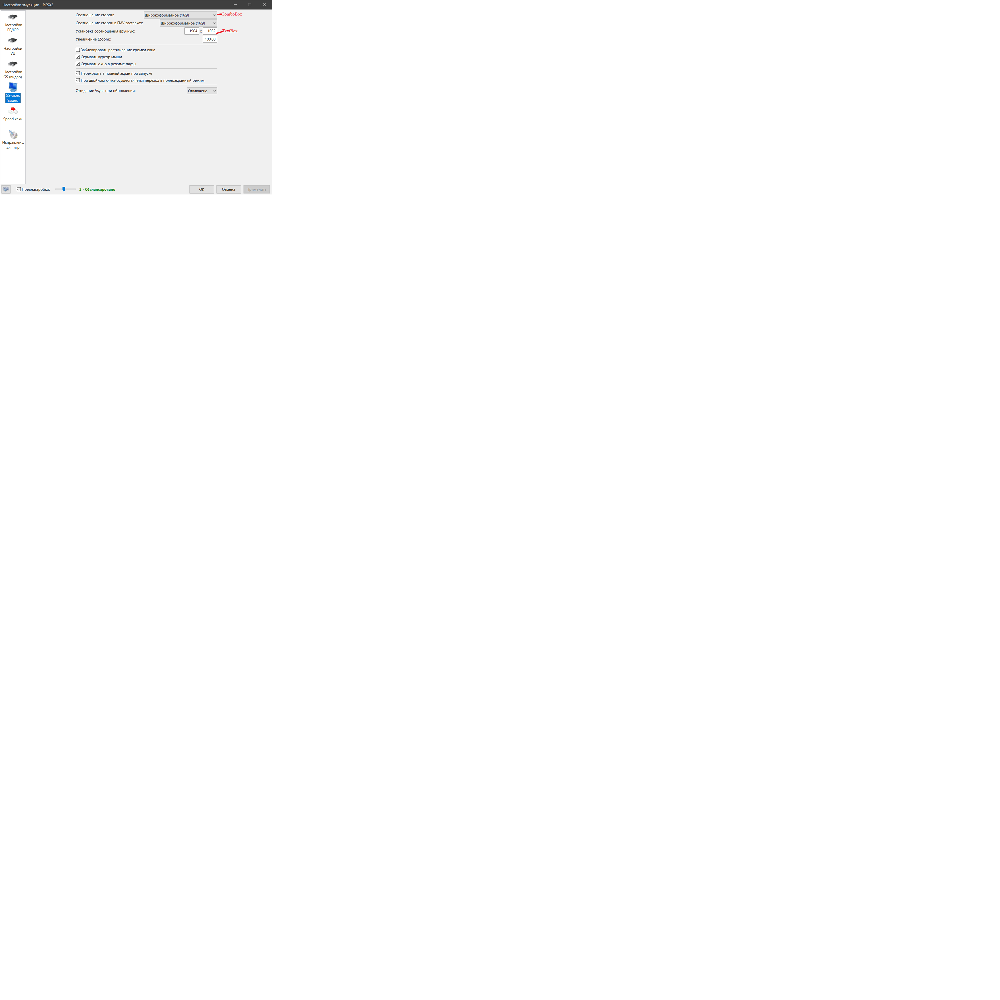 Настройки эмуляции - PCSX2
Настройки
EE/IOP
Настройки
VU
Настройки
GS (видео)
GS-окно
(видео)
Speed хаки
Исправлен...
для игр
Соотношение сторон:
Широкоформатное (16:9)
ComboBox
Соотношение сторон в FMV заставках:
Широкоформатное (16:9)
Установка соотношения вручную:
1904 x 1032
TextBox
Увеличение (Zoom):
100.00
Заблокировать растягивание кромки окна
Скрывать курсор мыши
Скрывать окно в режиме паузы
Переходить в полный экран при запуске
При двойном клике осуществляется переход в полноэкранный режим
Ожидание Vsync при обновлении:
Отключено
Преднастройки:
3 - Сбалансировано
ОК
Отмена
Применить